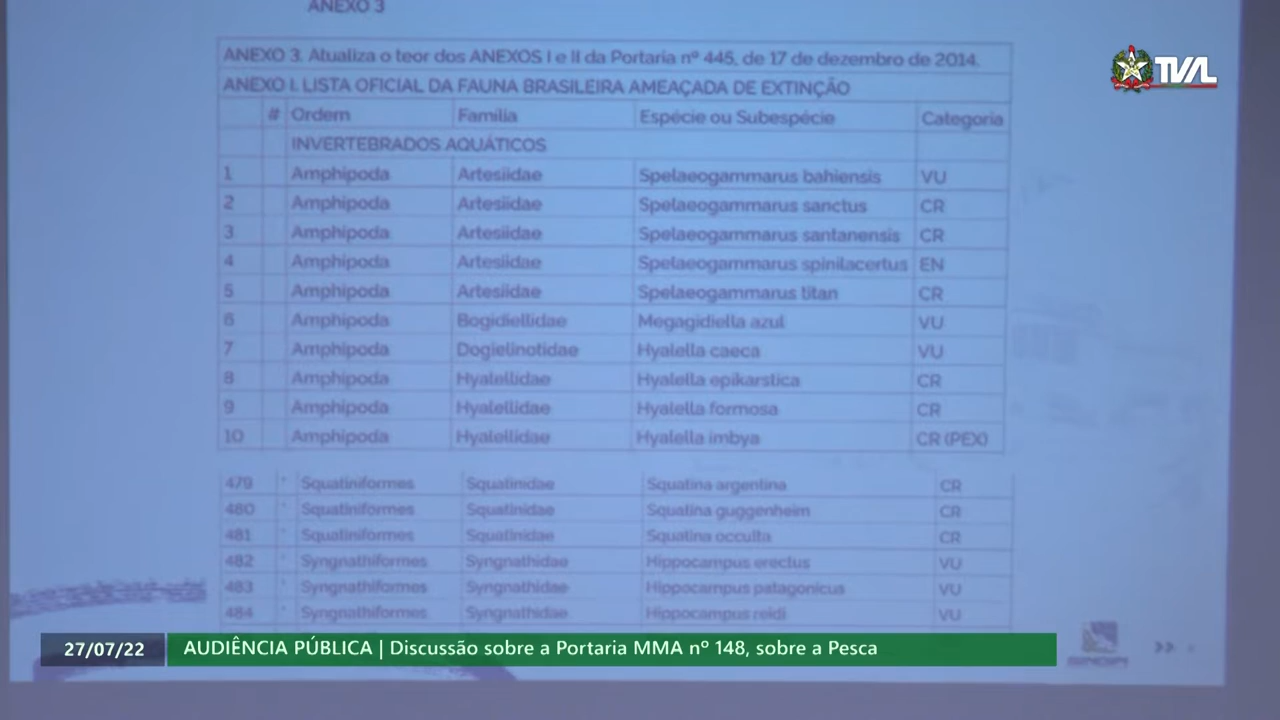 ANEXO 3
ANEXO 3. Atualiza o teor dos ANEXOS I e II da Portaria nº 445, de 17 de dezembro de 2014.
ANEXO I. LISTA OFICIAL DA FAUNA BRASILEIRA AMEAÇADA DE EXTINÇÃO
# Ordem Família Espécie ou Subespécie Categoria
INVERTEBRADOS AQUÁTICOS
1 Amphipoda Artesiidae Spelaeogammarus bahiensis VU
2 Amphipoda Artesiidae Spelaeogammarus sanctus CR
3 Amphipoda Artesiidae Spelaeogammarus santanensis CR
4 Amphipoda Artesiidae Spelaeogammarus spinilacertus EN
5 Amphipoda Artesiidae Spelaeogammarus titan CR
6 Amphipoda Bogidiellidae Megagidiella azul VU
7 Amphipoda Dogielinotidae Hyalella caeca VU
8 Amphipoda Hyalellidae Hyalella epikarstica CR
9 Amphipoda Hyalellidae Hyalella formosa CR
10 Amphipoda Hyalellidae Hyalella imbya CR (PEX)
479 * Squatiniformes Squatinidae Squatina argentina CR
480 * Squatiniformes Squatinidae Squatina guggenheim CR
481 * Squatiniformes Squatinidae Squatina occulta CR
482 * Syngnathiformes Syngnathidae Hippocampus erectus VU
483 * Syngnathiformes Syngnathidae Hippocampus patagonicus VU
484 * Syngnathiformes Syngnathidae Hippocampus reidi VU
TVAL
27/07/22 AUDIÊNCIA PÚBLICA | Discussão sobre a Portaria MMA nº 148, sobre a Pesca
SINDIPI